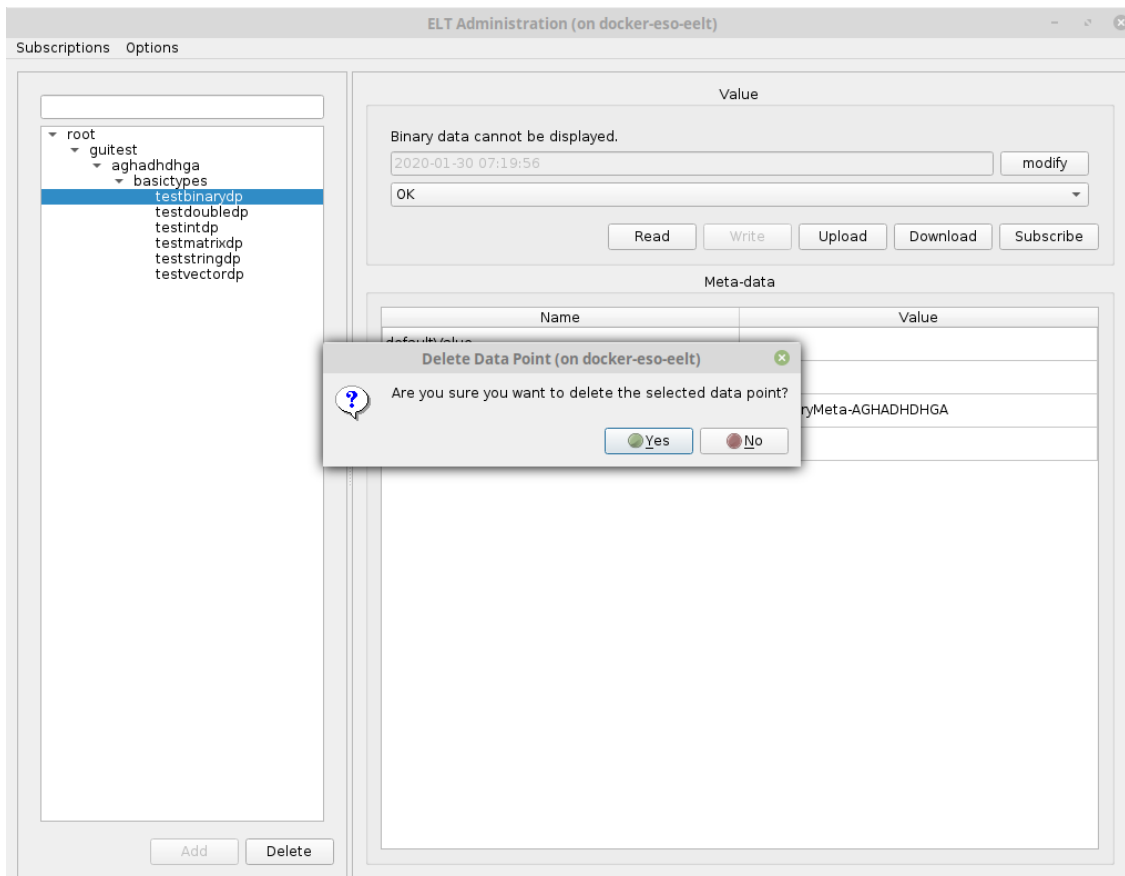 ELT Administration (on docker-eso-eelt)
Subscriptions Options
root
guitest
aghadhdhga
basictypes
testbinarydp
testdoubledp
testintdp
testmatrixdp
teststringdp
testvectordp
Add Delete
Value
Binary data cannot be displayed.
2020-01-30 07:19:56 modify
OK
Read Write Upload Download Subscribe
Meta-data
Name Value
defaultValue
ryMeta-AGHADHDHGA
Delete Data Point (on docker-eso-eelt)
Are you sure you want to delete the selected data point?
Yes No